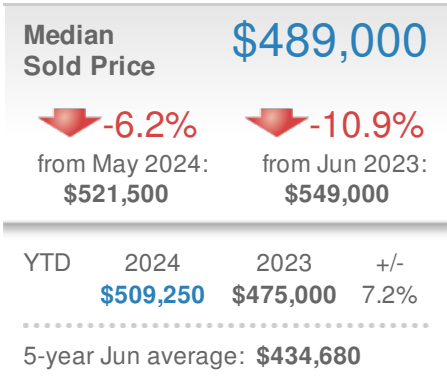 Median $489,000
Sold Price
-6.2% -10.9%
from May 2024: from Jun 2023:
$521,500 $549,000
YTD 2024 2023 +/-
$509,250 $475,000 7.2%
5-year Jun average: $434,680